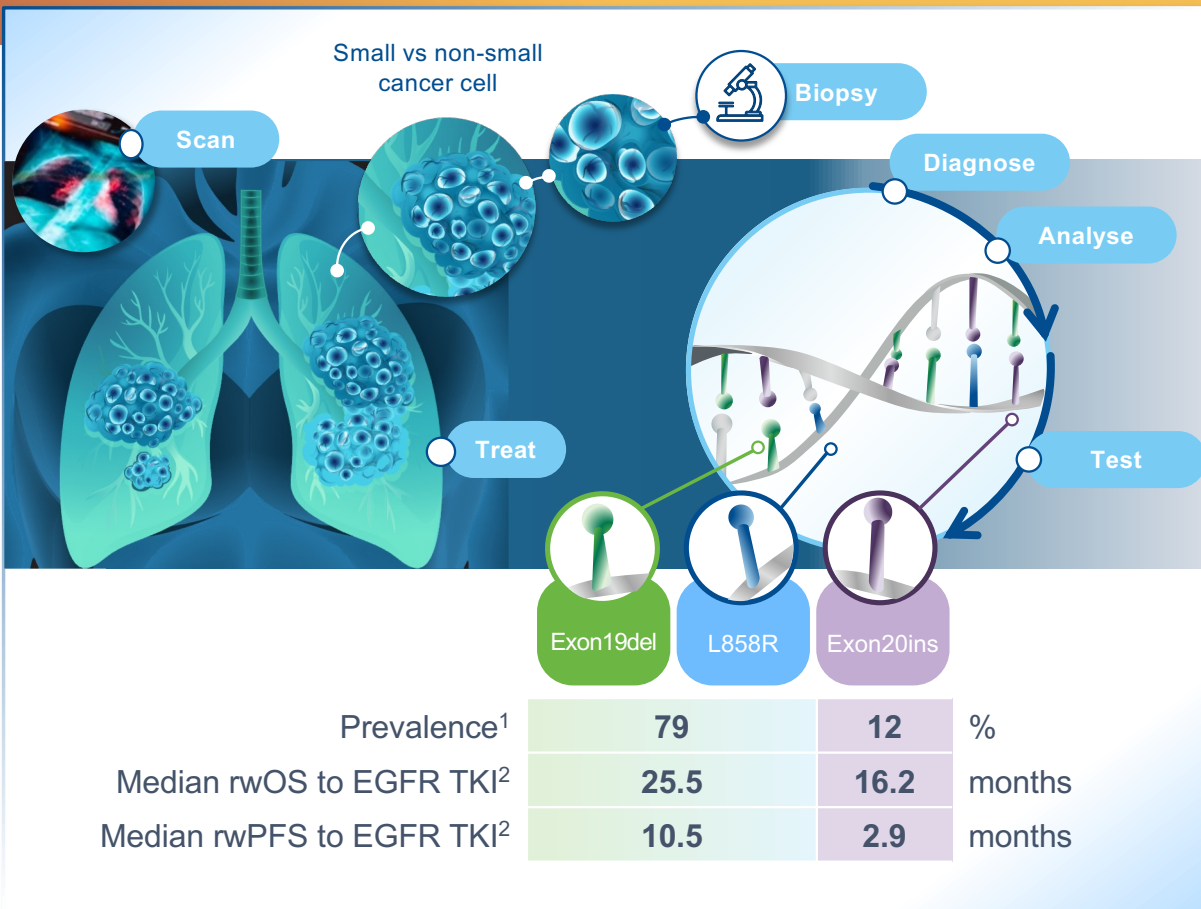 Small vs non-small
cancer cell
Biopsy
Scan
Diagnose
Analyse
Treat
Test
Exon19del
L858R
Exon20ins
Prevalence¹ 79 12 %
Median rwOS to EGFR TKI² 25.5 16.2 months
Median rwPFS to EGFR TKI² 10.5 2.9 months